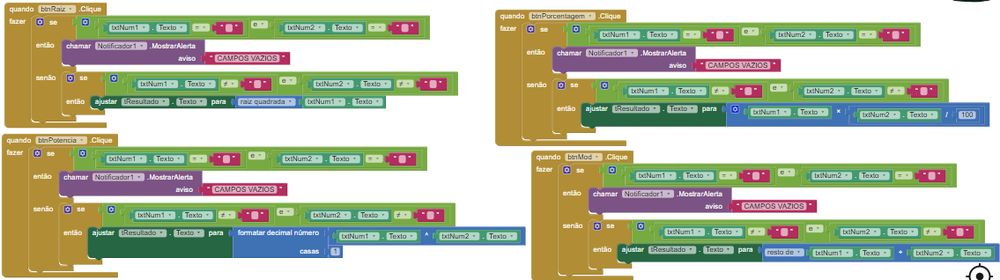 quando btnRaiz .Clique
fazer se txtNum1 . Texto = " " e txtNum2 . Texto = " "
então chamar Notificador1 .MostrarAlerta
aviso " CAMPOS VAZIOS "
senão se txtNum1 . Texto ≠ " " e txtNum2 . Texto ≠ " "
então ajustar tResultado . Texto para raiz quadrada txtNum1 . Texto
quando btnPotencia .Clique
fazer se txtNum1 . Texto = " " e txtNum2 . Texto = " "
então chamar Notificador1 .MostrarAlerta
aviso " CAMPOS VAZIOS "
senão se txtNum1 . Texto ≠ " " e txtNum2 . Texto ≠ " "
então ajustar tResultado . Texto para formatar decimal número txtNum1 . Texto ^ txtNum2 . Texto
casas 1
quando btnPorcentagem .Clique
fazer se txtNum1 . Texto = " " e txtNum2 . Texto = " "
então chamar Notificador1 .MostrarAlerta
aviso " CAMPOS VAZIOS "
senão se txtNum1 . Texto ≠ " " e txtNum2 . Texto ≠ " "
então ajustar tResultado . Texto para txtNum1 . Texto × txtNum2 . Texto / 100
quando btnMod .Clique
fazer se txtNum1 . Texto = " " e txtNum2 . Texto = " "
então chamar Notificador1 .MostrarAlerta
aviso " CAMPOS VAZIOS "
senão se txtNum1 . Texto ≠ " " e txtNum2 . Texto ≠ " "
então ajustar tResultado . Texto para resto de txtNum1 . Texto ÷ txtNum2 . Texto